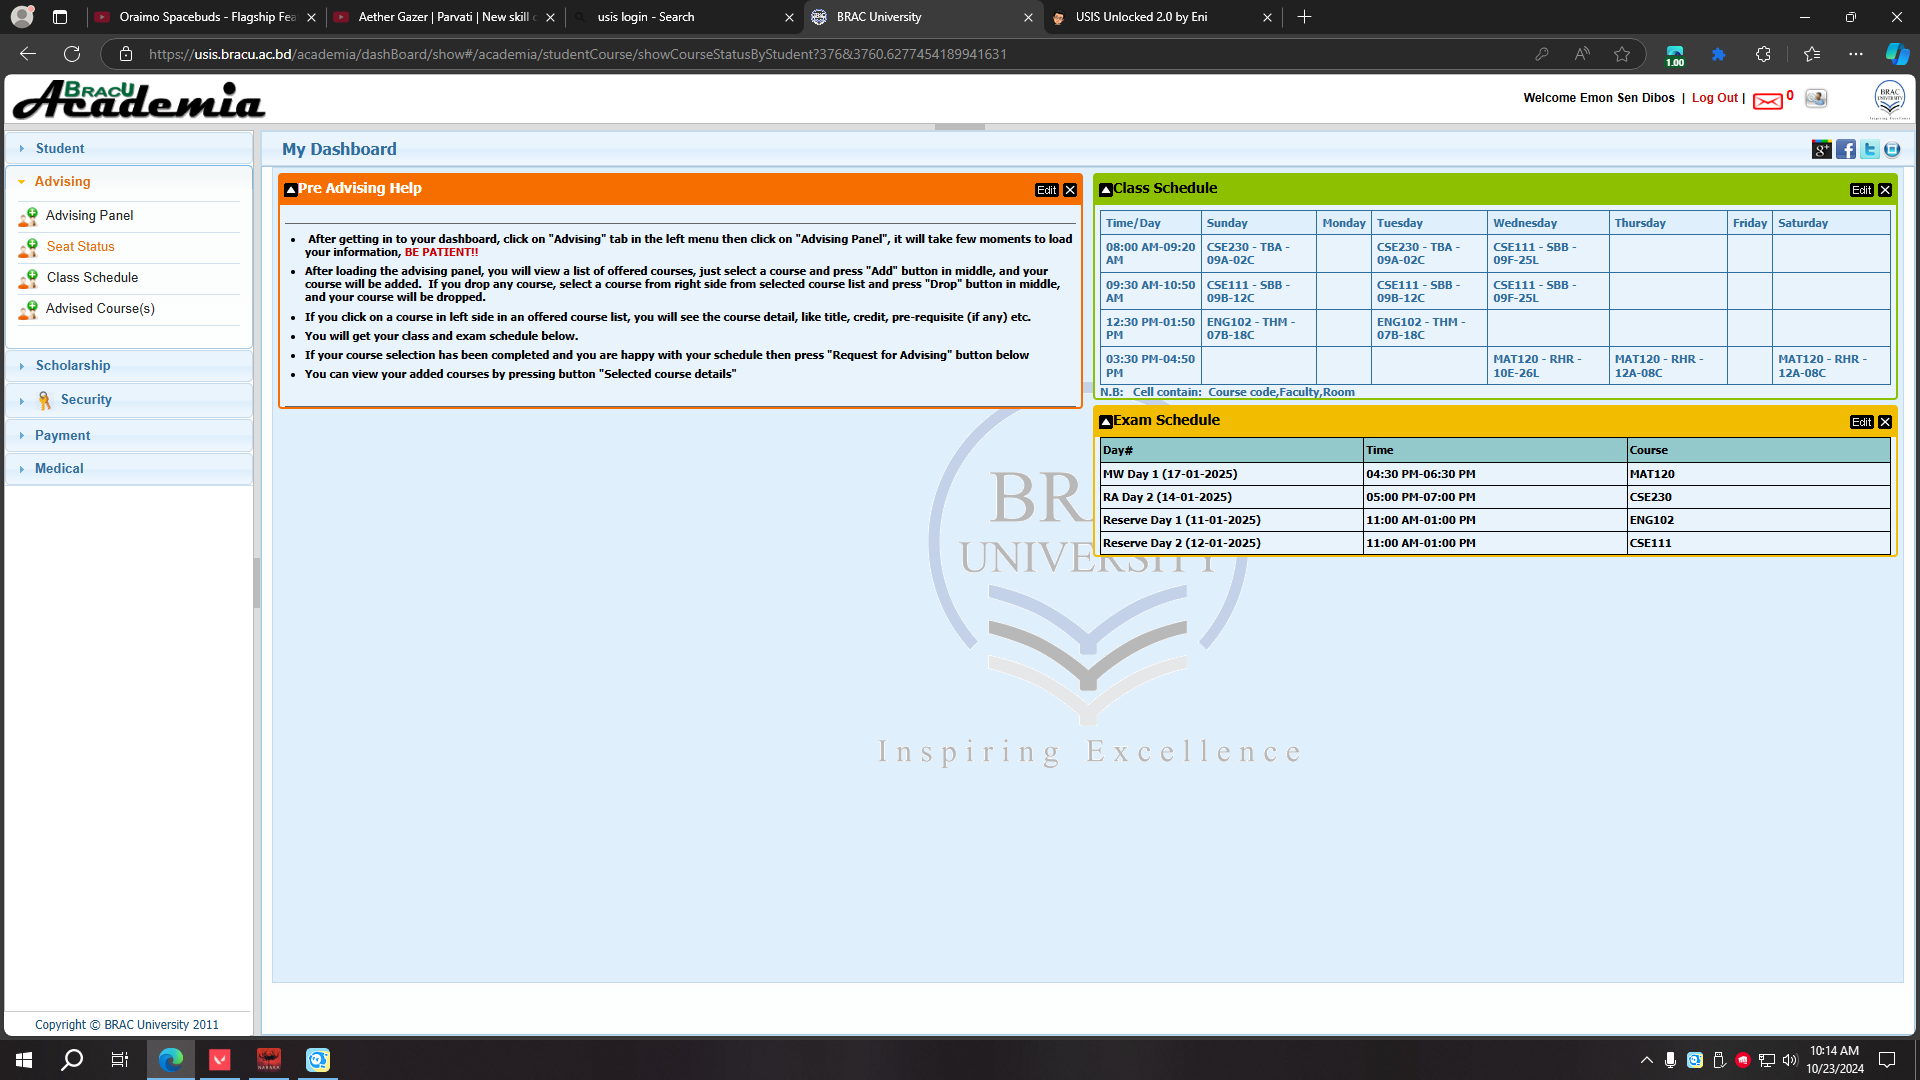 Oraimo Spacebuds - Flagship Fea
Aether Gazer | Parvati | New skill
usis login - Search
BRAC University
USIS Unlocked 2.0 by Eni
https://usis.bracu.ac.bd/academia/dashBoard/show#/academia/studentCourse/showCourseStatusByStudent?376&3760.6277454189941631
1.00
BRACU
Academia
Welcome Emon Sen Dibos | Log Out | 0
BRAC
UNIVERSITY
Inspiring Excellence
Student
Advising
Advising Panel
Seat Status
Class Schedule
Advised Course(s)
Scholarship
Security
Payment
Medical
Copyright © BRAC University 2011
My Dashboard
Pre Advising Help
Edit
After getting in to your dashboard, click on "Advising" tab in the left menu then click on "Advising Panel", it will take few moments to load
your information, BE PATIENT!!
After loading the advising panel, you will view a list of offered courses, just select a course and press "Add" button in middle, and your
course will be added. If you drop any course, select a course from right side from selected course list and press "Drop" button in middle,
and your course will be dropped.
If you click on a course in left side in an offered course list, you will see the course detail, like title, credit, pre-requisite (if any) etc.
You will get your class and exam schedule below.
If your course selection has been completed and you are happy with your schedule then press "Request for Advising" button below
You can view your added courses by pressing button "Selected course details"
Class Schedule
Edit
Time/Day Sunday Monday Tuesday Wednesday Thursday Friday Saturday
08:00 AM-09:20 CSE230 - TBA - CSE230 - TBA - CSE111 - SBB -
AM 09A-02C 09A-02C 09F-25L
09:30 AM-10:50 CSE111 - SBB - CSE111 - SBB - CSE111 - SBB -
AM 09B-12C 09B-12C 09F-25L
12:30 PM-01:50 ENG102 - THM - ENG102 - THM -
PM 07B-18C 07B-18C
03:30 PM-04:50 MAT120 - RHR - MAT120 - RHR - MAT120 - RHR -
PM 10E-26L 12A-08C 12A-08C
N.B: Cell contain: Course code,Faculty,Room
Exam Schedule
Edit
Day# Time Course
MW Day 1 (17-01-2025) 04:30 PM-06:30 PM MAT120
RA Day 2 (14-01-2025) 05:00 PM-07:00 PM CSE230
Reserve Day 1 (11-01-2025) 11:00 AM-01:00 PM ENG102
Reserve Day 2 (12-01-2025) 11:00 AM-01:00 PM CSE111
BR
UNIVERSITY
Inspiring Excellence
10:14 AM
10/23/2024